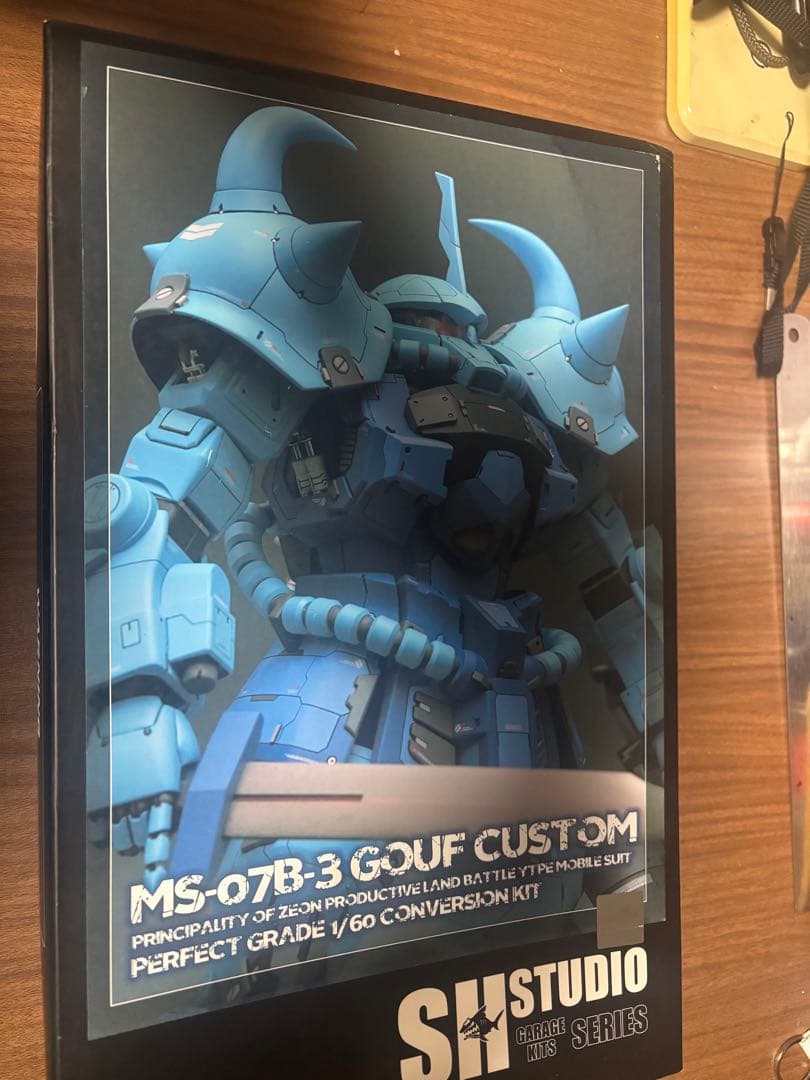 MS-07B-3 GOUF CUSTOM
PRINCIPALITY OF ZEON PRODUCTIVE LAND BATTLE YTPE MOBILE SUIT
PERFECT GRADE 1/60 CONVERSION KIT
SH STUDIO
GARAGE KITS SERIES